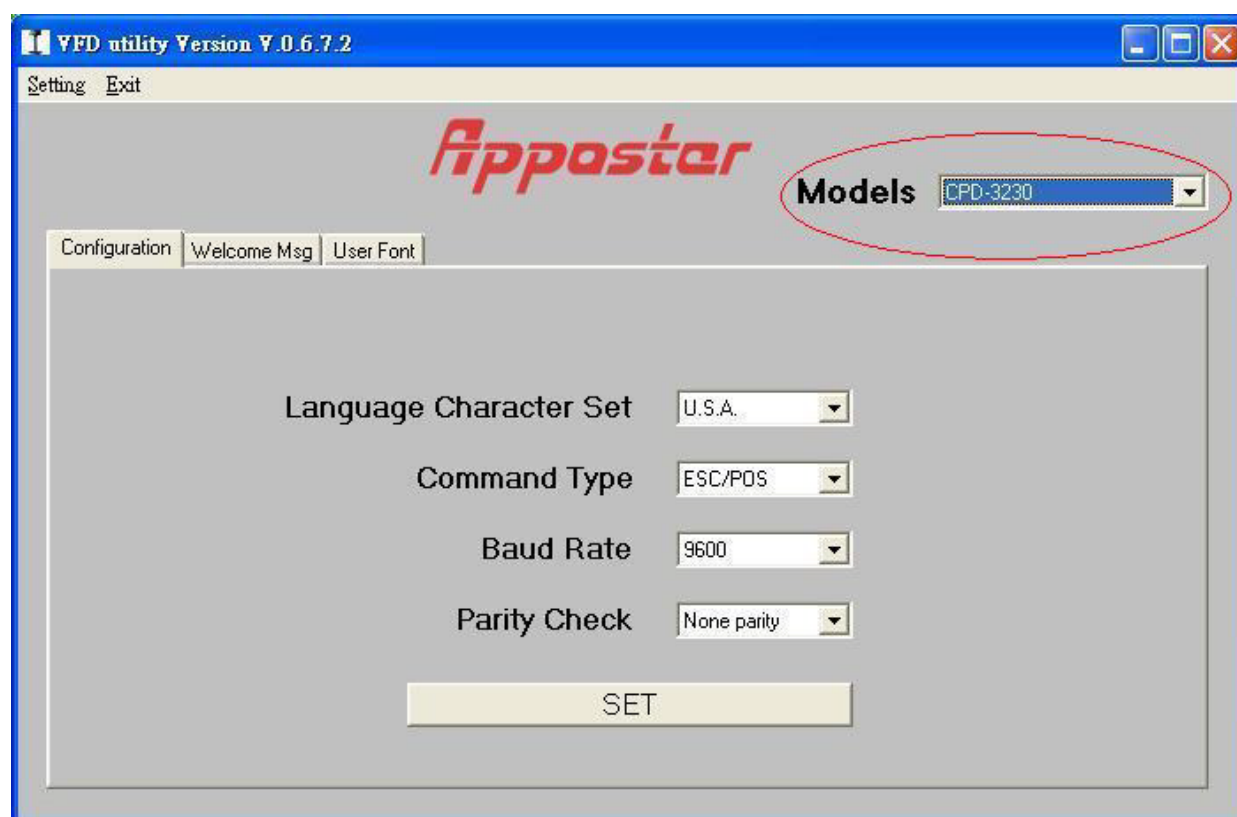 VFD utility Version V.0.6.7.2
Setting Exit
Appostar
Models CPD-3230
Configuration Welcome Msg User Font
Language Character Set U.S.A.
Command Type ESC/POS
Baud Rate 9600
Parity Check None parity
SET